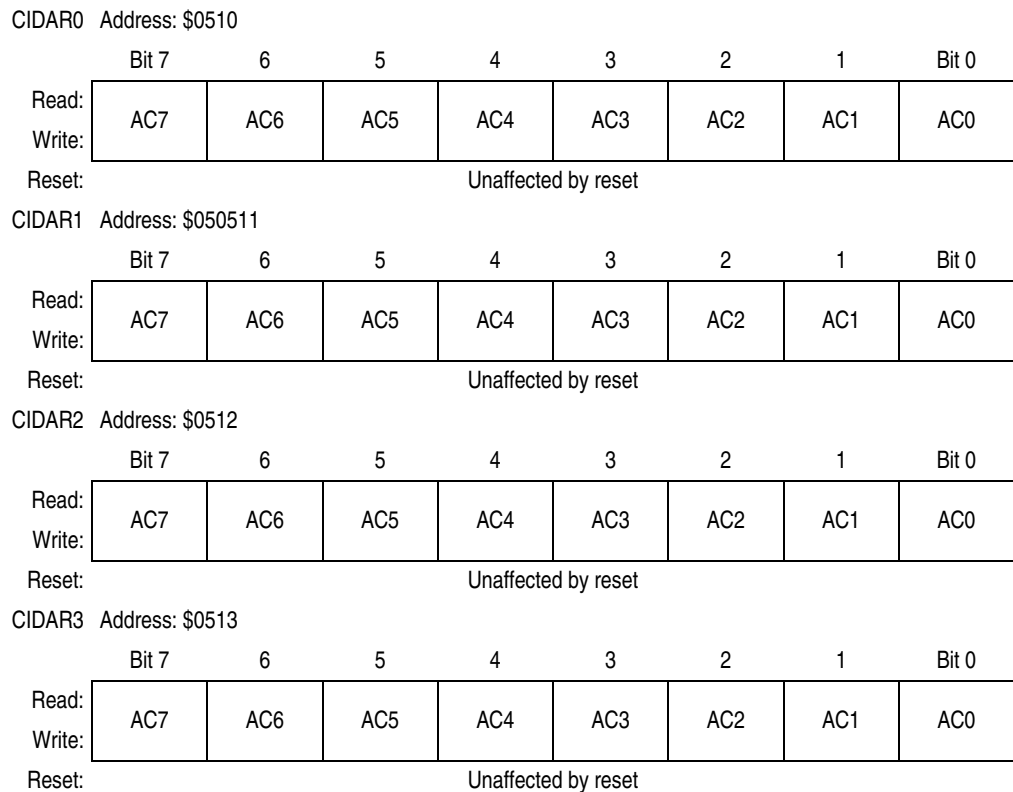 CIDAR0 Address: $0510
Bit 7 6 5 4 3 2 1 Bit 0
Read:
AC7 AC6 AC5 AC4 AC3 AC2 AC1 AC0
Write:
Reset: Unaffected by reset
CIDAR1 Address: $050511
Bit 7 6 5 4 3 2 1 Bit 0
Read:
AC7 AC6 AC5 AC4 AC3 AC2 AC1 AC0
Write:
Reset: Unaffected by reset
CIDAR2 Address: $0512
Bit 7 6 5 4 3 2 1 Bit 0
Read:
AC7 AC6 AC5 AC4 AC3 AC2 AC1 AC0
Write:
Reset: Unaffected by reset
CIDAR3 Address: $0513
Bit 7 6 5 4 3 2 1 Bit 0
Read:
AC7 AC6 AC5 AC4 AC3 AC2 AC1 AC0
Write:
Reset: Unaffected by reset